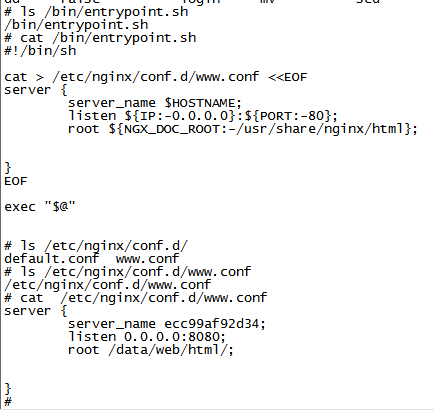 # ls /bin/entrypoint.sh
/bin/entrypoint.sh
# cat /bin/entrypoint.sh
#!/bin/sh
cat > /etc/nginx/conf.d/www.conf <<EOF
server {
        server_name $HOSTNAME;
        listen ${IP:-0.0.0.0}:${PORT:-80};
        root ${NGX_DOC_ROOT:-/usr/share/nginx/html};
}
EOF
exec "$@"
# ls /etc/nginx/conf.d/
default.conf  www.conf
# ls /etc/nginx/conf.d/www.conf
/etc/nginx/conf.d/www.conf
# cat  /etc/nginx/conf.d/www.conf
server {
        server_name ecc99af92d34;
        listen 0.0.0.0:8080;
        root /data/web/html/;
}
#